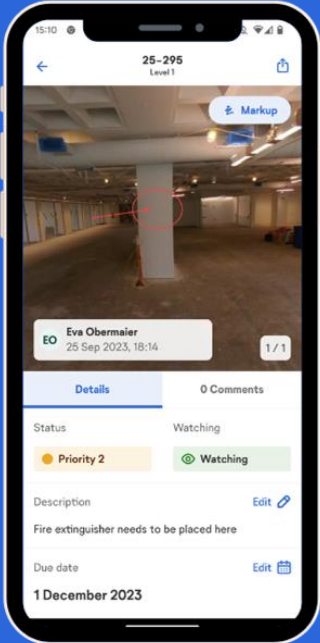 15:10
25-295
Level 1
Markup
EO
Eva Obermaier
25 Sep 2023, 18:14
1/1
Details
0 Comments
Status
Watching
Priority 2
Watching
Description
Edit
Fire extinguisher needs to be placed here
Due date
Edit
1 December 2023